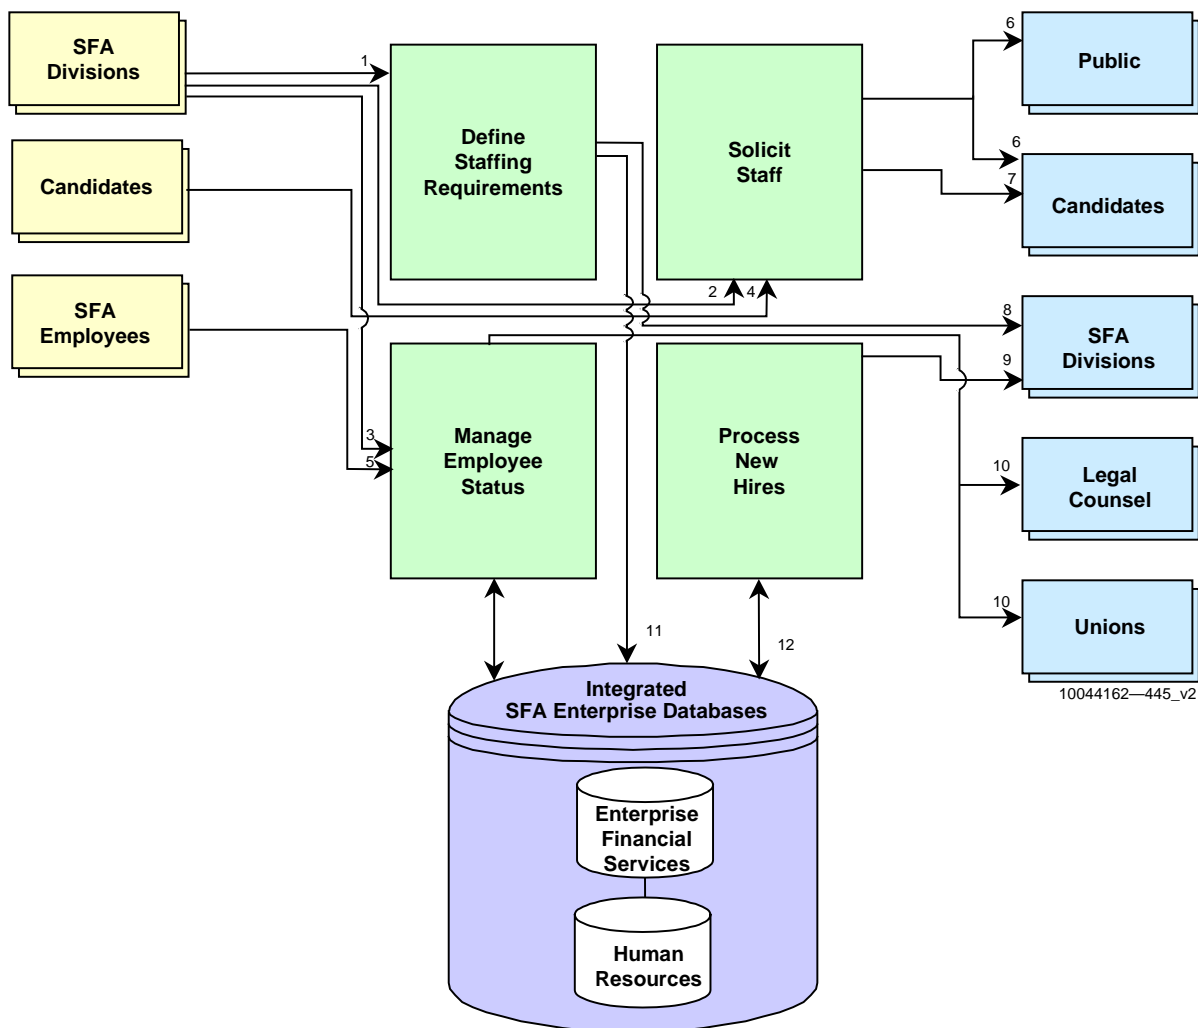 SFA
Divisions
Candidates
SFA
Employees
1
Define
Staffing
Requirements
Solicit
Staff
2
4
6
Public
6
7
Candidates
8
9
SFA
Divisions
3
5
Manage
Employee
Status
Process
New
Hires
10
Legal
Counsel
10
Unions
10044162—445_v2
11
12
Integrated
SFA Enterprise Databases
Enterprise
Financial
Services
Human
Resources